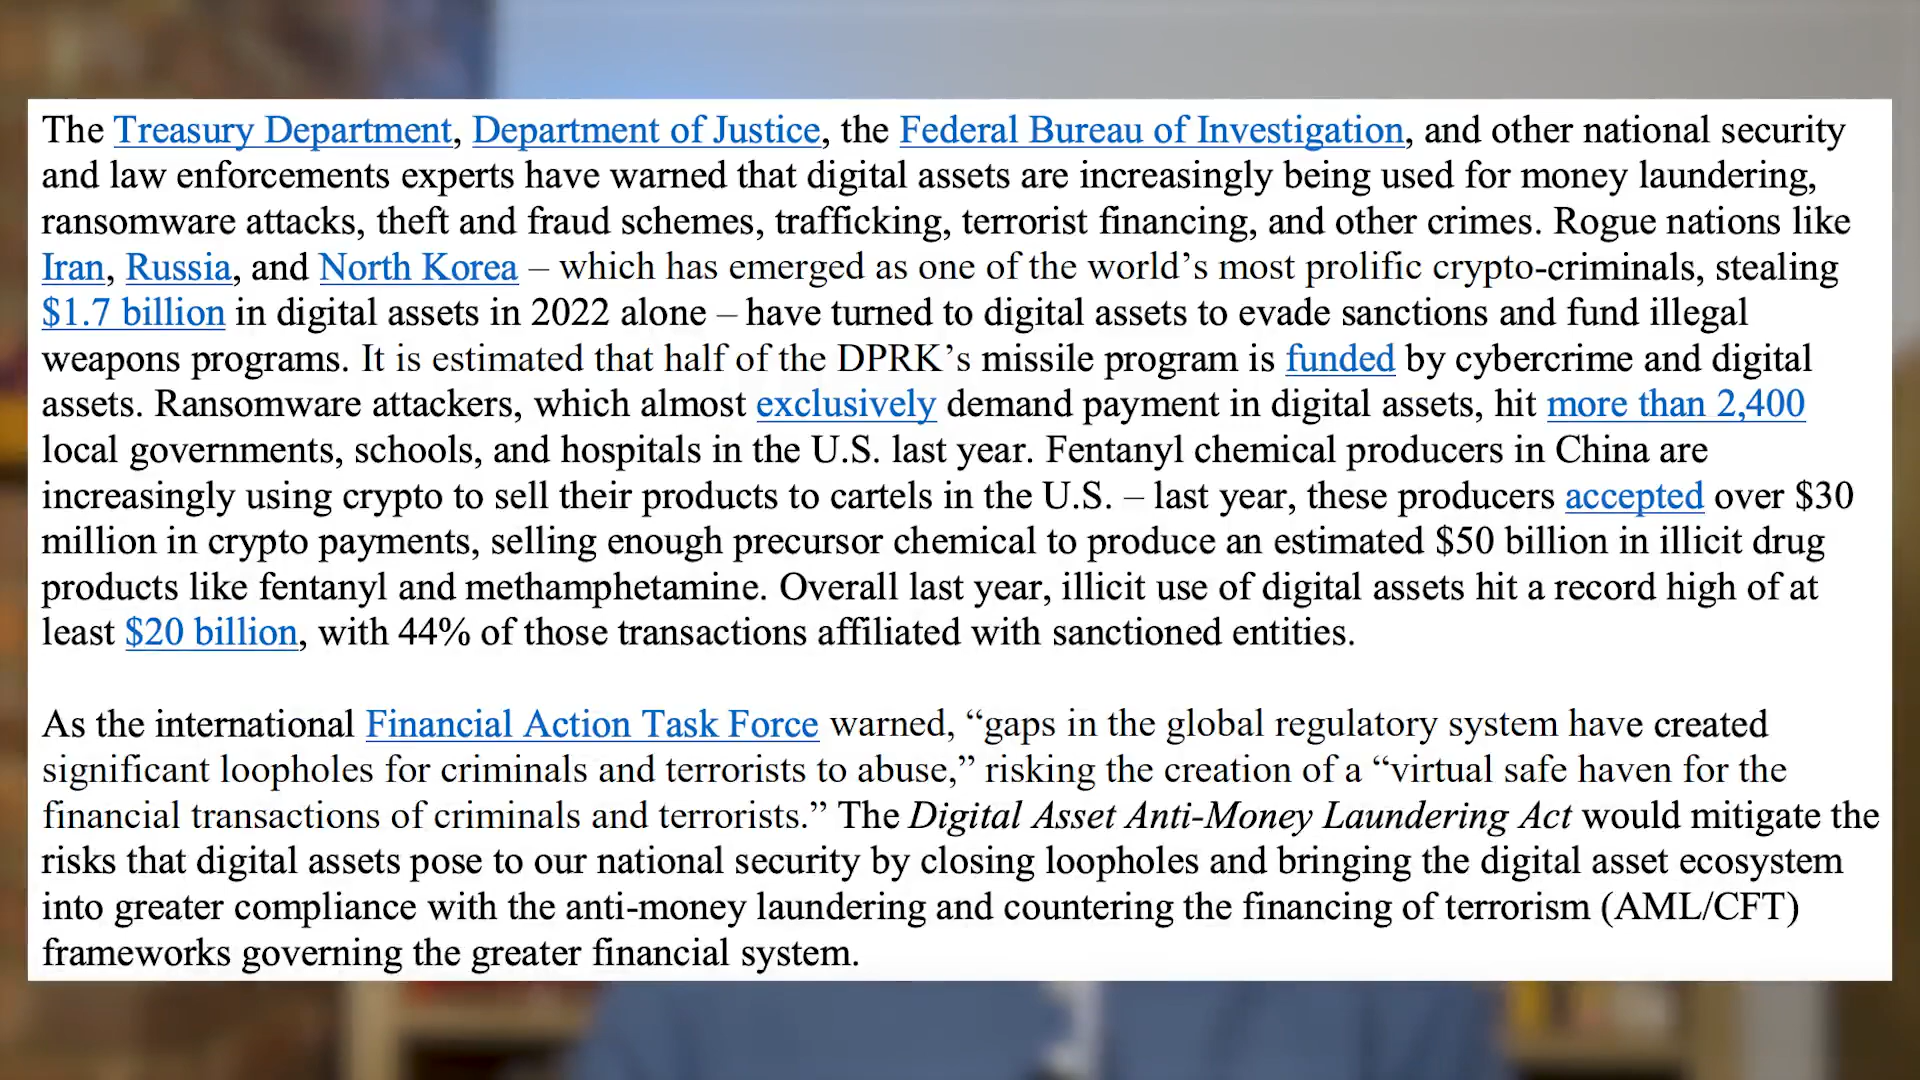 The Treasury Department, Department of Justice, the Federal Bureau of Investigation, and other national security
and law enforcements experts have warned that digital assets are increasingly being used for money laundering,
ransomware attacks, theft and fraud schemes, trafficking, terrorist financing, and other crimes. Rogue nations like
Iran, Russia, and North Korea – which has emerged as one of the world’s most prolific crypto-criminals, stealing
$1.7 billion in digital assets in 2022 alone – have turned to digital assets to evade sanctions and fund illegal
weapons programs. It is estimated that half of the DPRK’s missile program is funded by cybercrime and digital
assets. Ransomware attackers, which almost exclusively demand payment in digital assets, hit more than 2,400
local governments, schools, and hospitals in the U.S. last year. Fentanyl chemical producers in China are
increasingly using crypto to sell their products to cartels in the U.S. – last year, these producers accepted over $30
million in crypto payments, selling enough precursor chemical to produce an estimated $50 billion in illicit drug
products like fentanyl and methamphetamine. Overall last year, illicit use of digital assets hit a record high of at
least $20 billion, with 44% of those transactions affiliated with sanctioned entities.
As the international Financial Action Task Force warned, “gaps in the global regulatory system have created
significant loopholes for criminals and terrorists to abuse,” risking the creation of a “virtual safe haven for the
financial transactions of criminals and terrorists.” The Digital Asset Anti-Money Laundering Act would mitigate the
risks that digital assets pose to our national security by closing loopholes and bringing the digital asset ecosystem
into greater compliance with the anti-money laundering and countering the financing of terrorism (AML/CFT)
frameworks governing the greater financial system.